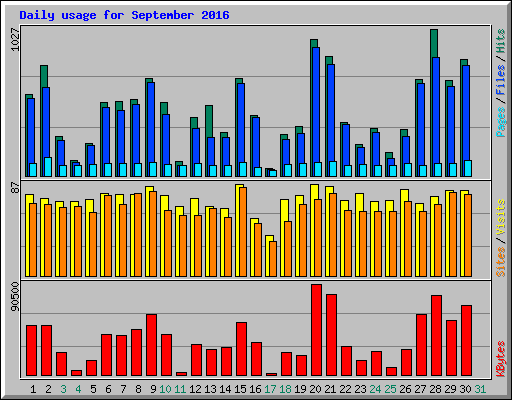 Daily usage for September 2016
1027
Pages / Files / Hits
87
Sites / Visits
90500
KBytes
1 2 3 4 5 6 7 8 9 10 11 12 13 14 15 16 17 18 19 20 21 22 23 24 25 26 27 28 29 30 31